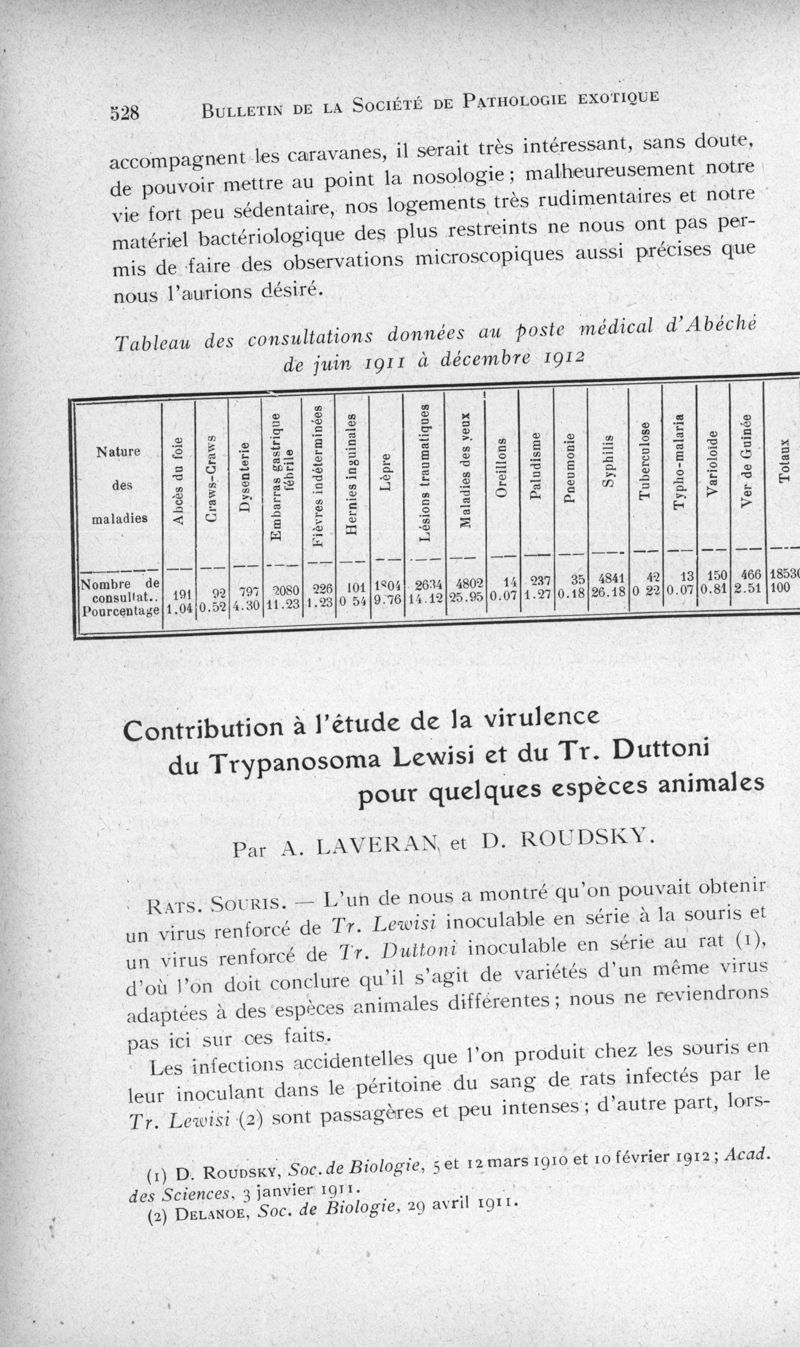 528 BULLETIN DE LA SOCIÉTÉ DE PATHOLOGIE EXOTIQUE
accompagnent les caravanes, il serait très intéressant, sans doute,
de pouvoir mettre au point la nosologie ; malheureusement notre
vie fort peu sédentaire, nos logements très rudimentaires et notre
matériel bactériologique des plus restreints ne nous ont pas per-
mis de faire des observations microscopiques aussi précises que
nous l'aurions désiré.
Tableau des consultations données au poste médical d'Abéché
de juin 1911 à décembre 1912
Nature
des
maladies
Abcès du foie
Craws-Craws
Dysenterie
Embarras gastrique
fébrile
Fièvres indéterminées
Hernies inguinales
Lèpre
Lésions traumatiques
Maladies des yeux
Oreillons
Paludisme
Pneumonie
Syphilis
Tuberculose
Typho-malaria
Varioloïde
Ver de Guinée
Totaux
Nombre de
consultat.. 191 92 797 2080 226 101 1804 2634 4802 14 237 35 4841 42 13 150 466 18530
Pourcentage 1.04 0.52 4.30 11.23 1.23 0 54 9.76 14.12 25.95 0.07 1.27 0.18 26.18 0 22 0.07 0.81 2.51 100
Contribution à l'étude de la virulence
du Trypanosoma Lewisi et du Tr. Duttoni
pour quelques espèces animales
Par A. LAVERAN et D. ROUDSKY.
RATS. SOURIS. — L'un de nous a montré qu'on pouvait obtenir
un virus renforcé de Tr. Lewisi inoculable en série à la souris et
un virus renforcé de Tr. Duttoni inoculable en série au rat (1),
d'où l'on doit conclure qu'il s'agit de variétés d'un même virus
adaptées à des espèces animales différentes ; nous ne reviendrons
pas ici sur ces faits.
Les infections accidentelles que l'on produit chez les souris en
leur inoculant dans le péritoine du sang de rats infectés par le
Tr. Lewisi (2) sont passagères et peu intenses ; d'autre part, lors-
(1) D. ROUDSKY, Soc. de Biologie, 5 et 12 mars 1910 et 10 février 1912 ; Acad.
des Sciences, 3 janvier 1911.
(2) DELANOE, Soc. de Biologie, 29 avril 1911.